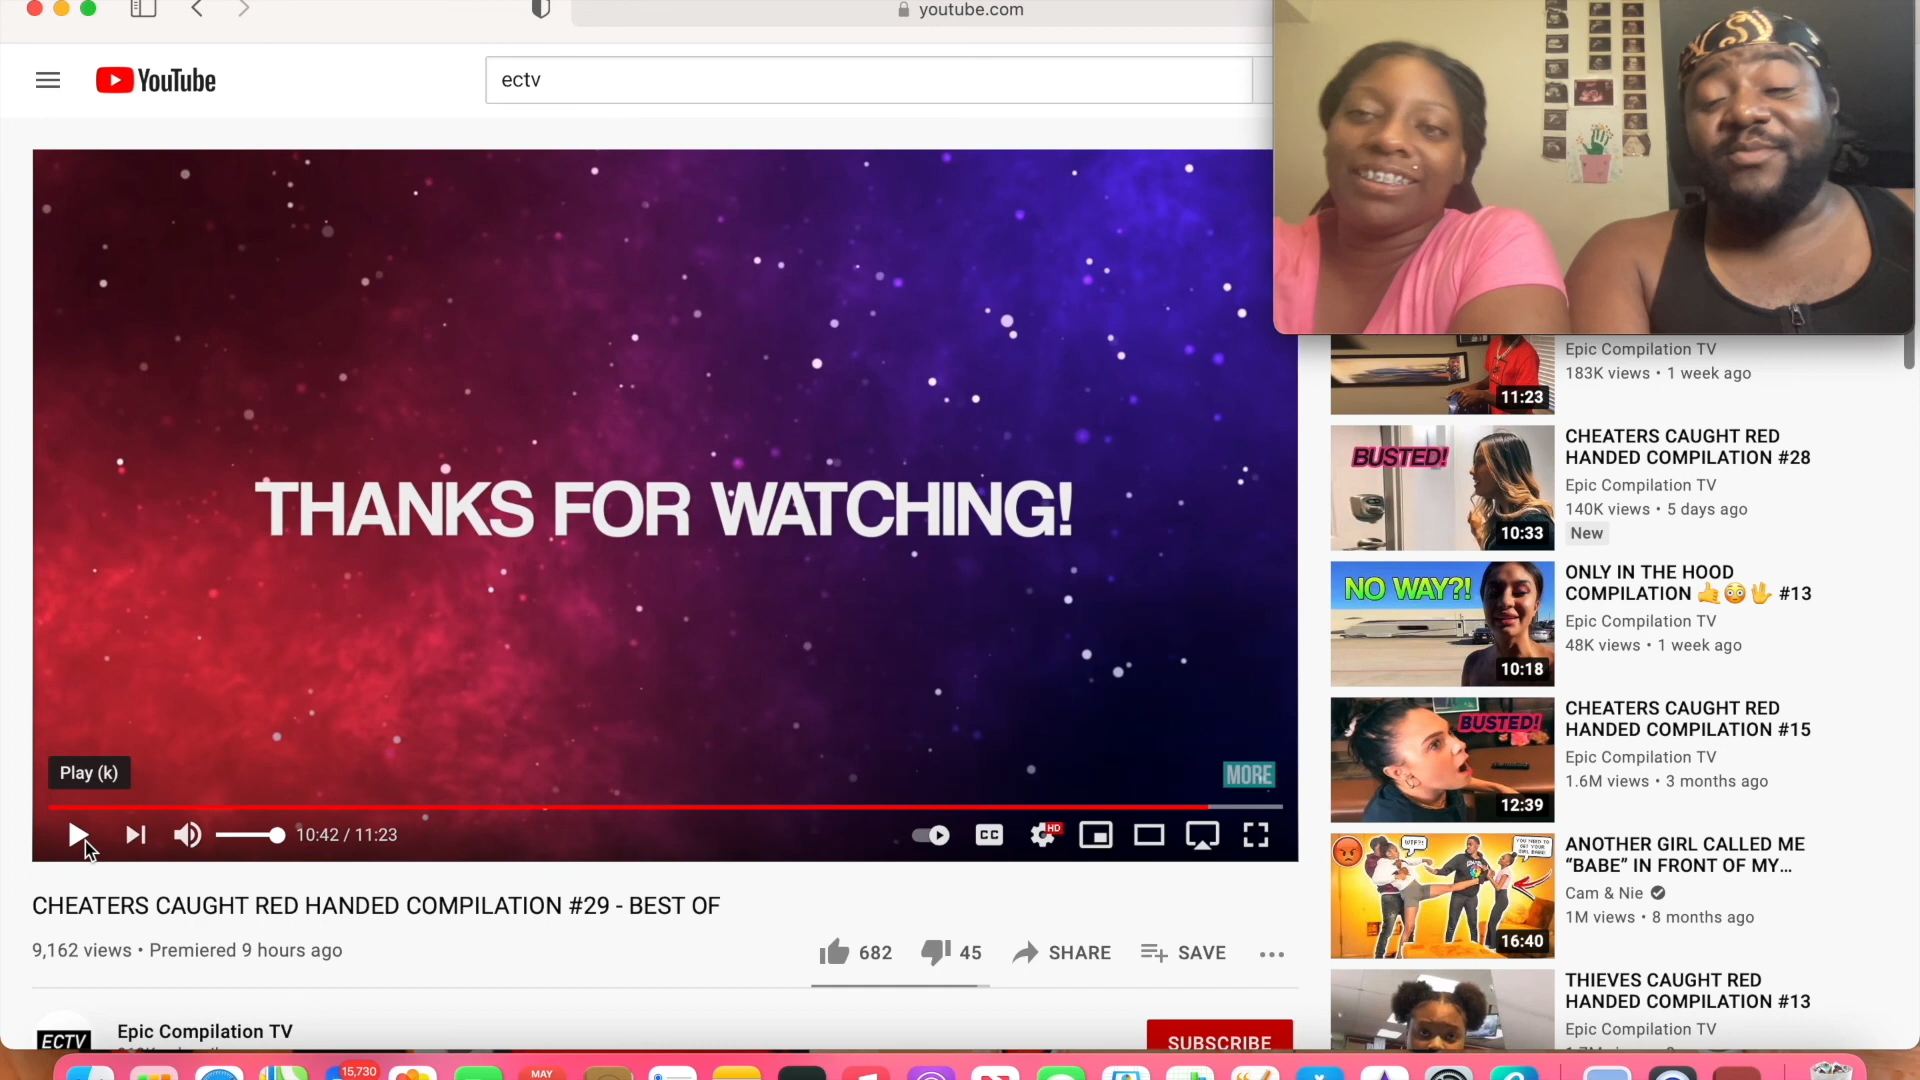 youtube.com
YouTube
ectv
THANKS FOR WATCHING!
MORE
Play (k)
10:42 / 11:23
CC
HD
CHEATERS CAUGHT RED HANDED COMPILATION #29 - BEST OF
9,162 views • Premiered 9 hours ago
682
45
SHARE
SAVE
ECTV
Epic Compilation TV
SUBSCRIBE
Epic Compilation TV
183K views • 1 week ago
11:23
BUSTED!
10:33
CHEATERS CAUGHT RED
HANDED COMPILATION #28
Epic Compilation TV
140K views • 5 days ago
New
NO WAY?!
10:18
ONLY IN THE HOOD
COMPILATION 🤙😳🖖 #13
Epic Compilation TV
48K views • 1 week ago
BUSTED!
12:39
CHEATERS CAUGHT RED
HANDED COMPILATION #15
Epic Compilation TV
1.6M views • 3 months ago
WTF?!
16:40
ANOTHER GIRL CALLED ME
“BABE” IN FRONT OF MY...
Cam & Nie
1M views • 8 months ago
THIEVES CAUGHT RED
HANDED COMPILATION #13
Epic Compilation TV
15,730
MAY